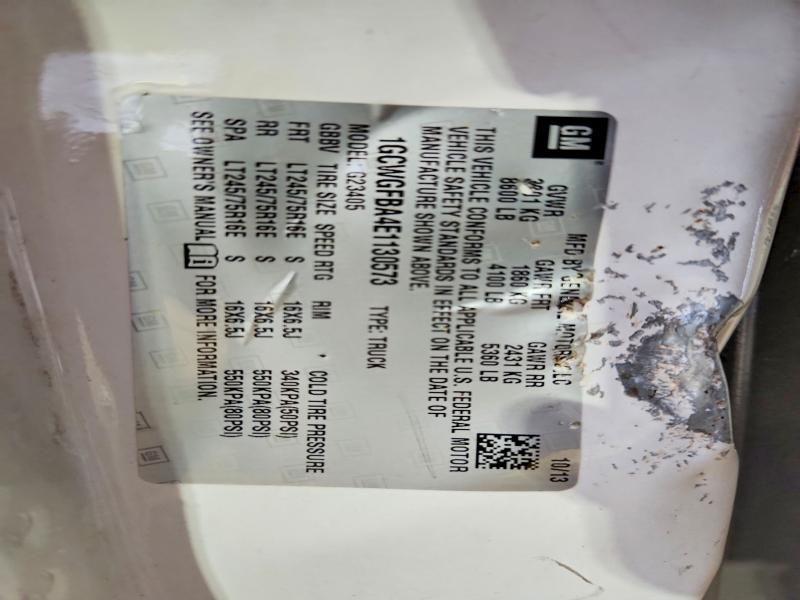 GM
MFD BY GENERAL MOTORS LLC 10/13
GVWR GAWR FRT GAWR RR
KG 1860 KG 2431 KG
8600 LB 4100 LB 5360 LB
THIS VEHICLE CONFORMS TO ALL APPLICABLE U.S. FEDERAL MOTOR
VEHICLE SAFETY STANDARDS IN EFFECT ON THE DATE OF
MANUFACTURE SHOWN ABOVE.
1GCWGFBA4E1130573 TYPE: TRUCK
MODEL: G23405
GBBV TIRE SIZE SPEED RTG RIM COLD TIRE PRESSURE
FRT LT245/75R16E S 16X6.5J 340KPA(50PSI)
RR LT245/75R16E S 16X6.5J 550KPA(80PSI)
SPA LT245/75R16E S 16X6.5J 550KPA(80PSI)
SEE OWNER'S MANUAL FOR MORE INFORMATION.